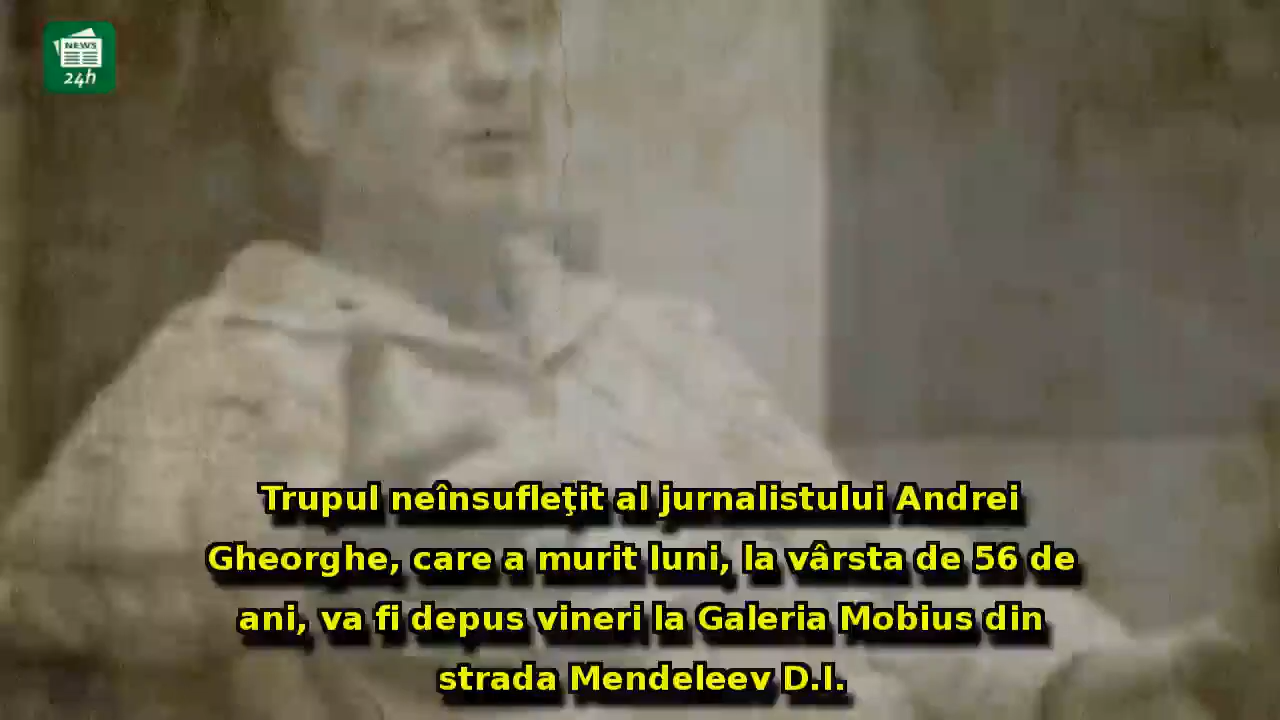 NEWS
24h
Trupul neînsufleţit al jurnalistului Andrei
Gheorghe, care a murit luni, la vârsta de 56 de
ani, va fi depus vineri la Galeria Mobius din
strada Mendeleev D.I.